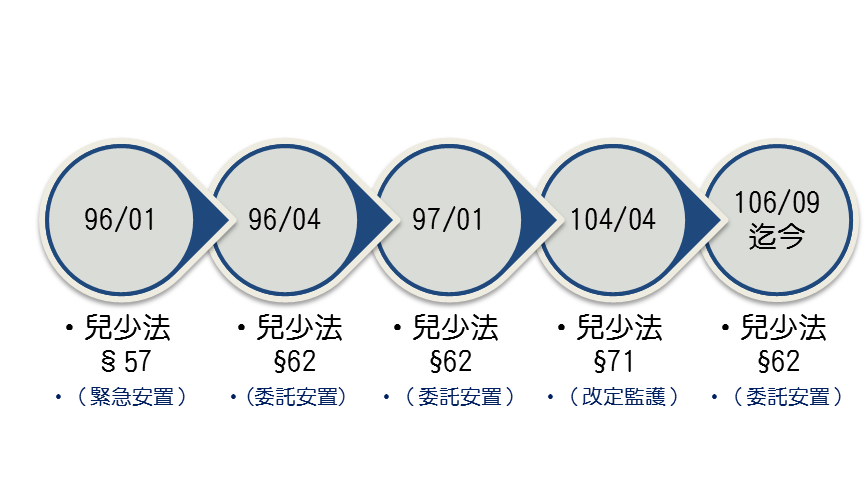 96/01
96/04
97/01
104/04
106/09
迄今
・兒少法
§57
・（緊急安置）
・兒少法
§62
・（委託安置）
・兒少法
§62
・（委託安置）
・兒少法
§71
・（改定監護）
・兒少法
§62
・（委託安置）